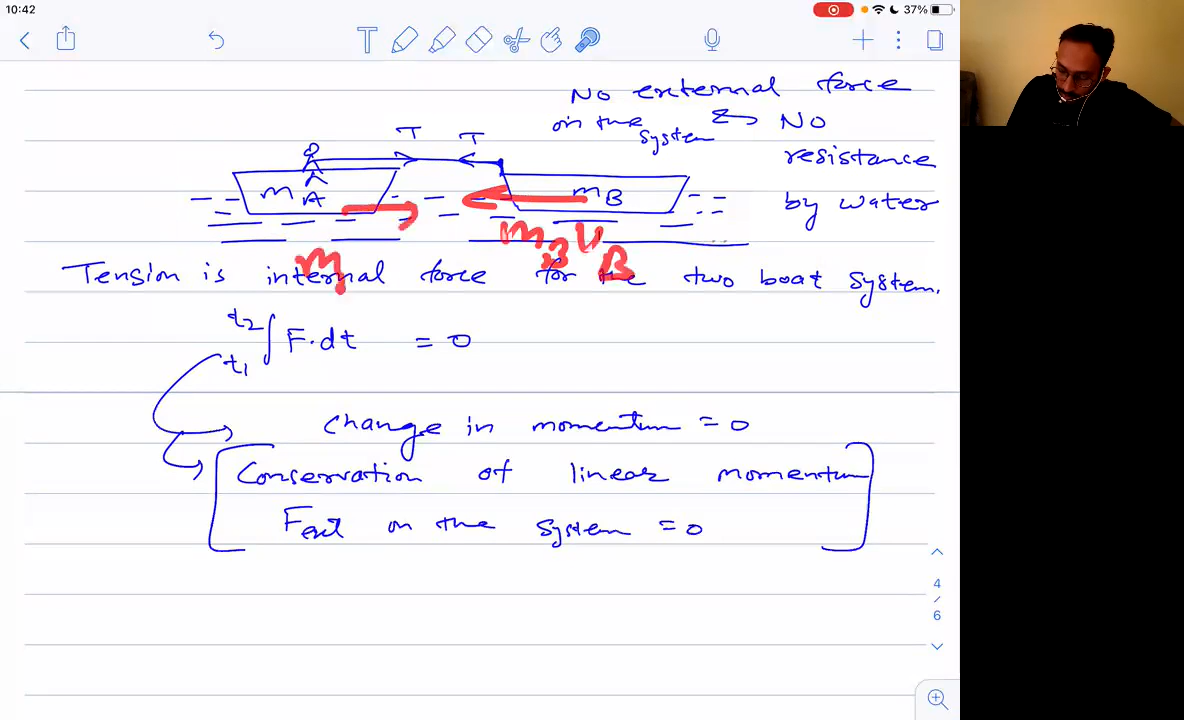 10:42
37%
No external force
on the system
No
resistance
by water
T T
mA
mB
m
mBVB
Tension is internal force for the two boat system.
t2
∫ F·dt = 0
t1
Change in momentum = 0
Conservation of linear momentum
Fext on the system = 0
4
/
6